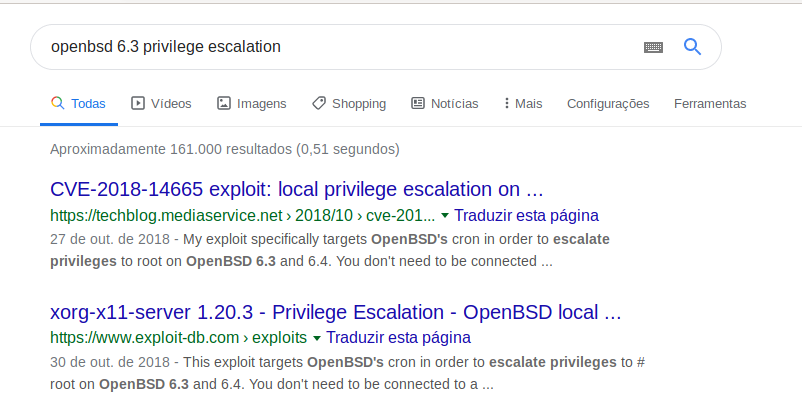 openbsd 6.3 privilege escalation
Todas Vídeos Imagens Shopping Notícias Mais Configurações Ferramentas
Aproximadamente 161.000 resultados (0,51 segundos)
CVE-2018-14665 exploit: local privilege escalation on ...
https://techblog.mediaservice.net › 2018/10 › cve-201... Traduzir esta página
27 de out. de 2018 - My exploit specifically targets OpenBSD's cron in order to escalate
privileges to root on OpenBSD 6.3 and 6.4. You don't need to be connected ...
xorg-x11-server 1.20.3 - Privilege Escalation - OpenBSD local ...
https://www.exploit-db.com › exploits Traduzir esta página
30 de out. de 2018 - This exploit targets OpenBSD's cron in order to escalate privileges to #
root on OpenBSD 6.3 and 6.4. You don't need to be connected to a ...